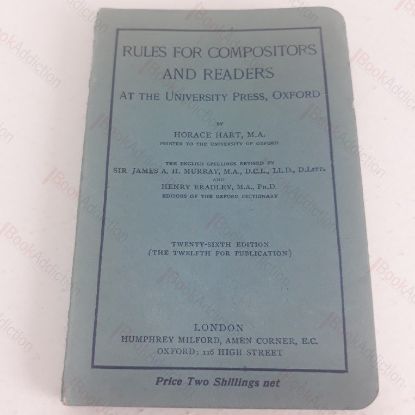 RULES FOR COMPOSITORS
AND READERS
AT THE UNIVERSITY PRESS, OXFORD
BY
HORACE HART, M.A.
PRINTER TO THE UNIVERSITY OF OXFORD
THE ENGLISH SPELLINGS REVISED BY
SIR JAMES A. H. MURRAY, M.A., D.C.L., LL.D., D.Litt.
AND
HENRY BRADLEY, M.A., Ph.D.
EDITORS OF THE OXFORD DICTIONARY
TWENTY-SIXTH EDITION
(THE TWELFTH FOR PUBLICATION)
LONDON
HUMPHREY MILFORD, AMEN CORNER, E.C.
OXFORD: 116 HIGH STREET
Price Two Shillings net
BookAddiction